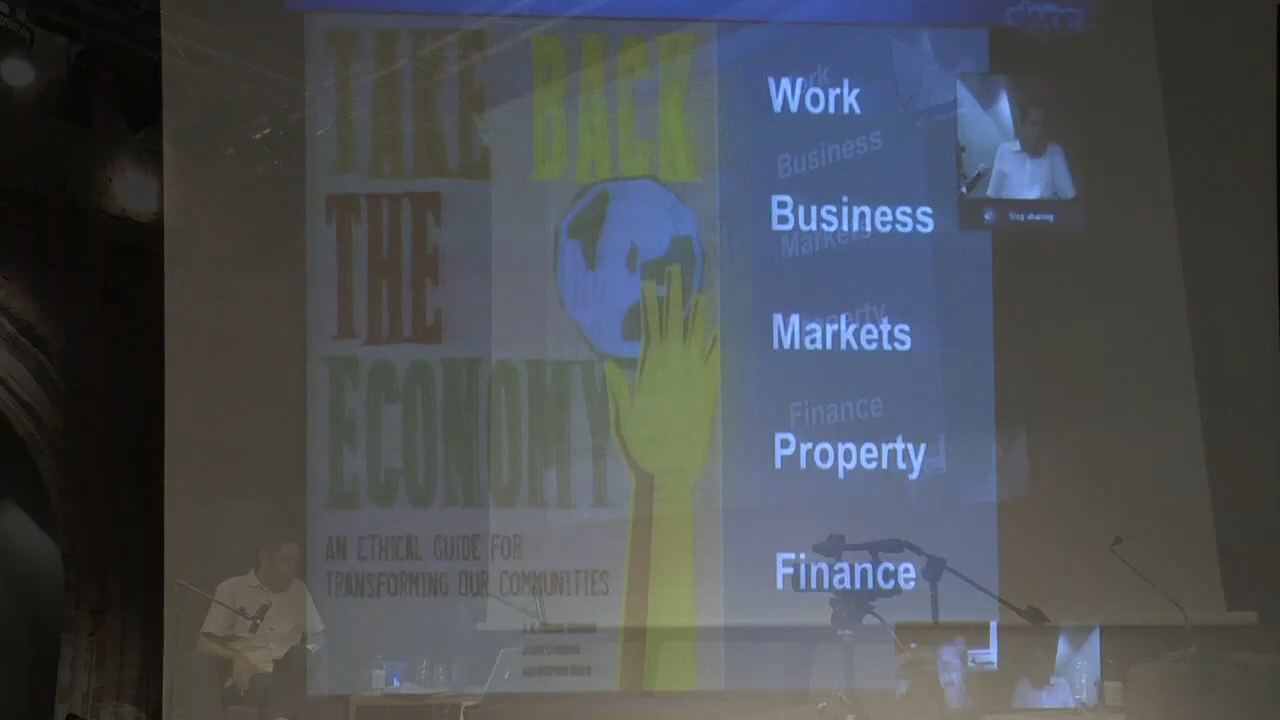 TAKE BACK
THE
ECONOMY
AN ETHICAL GUIDE FOR
TRANSFORMING OUR COMMUNITIES
Work
Business
Markets
Property
Finance
Business
Markets
Property
Finance
Stop sharing